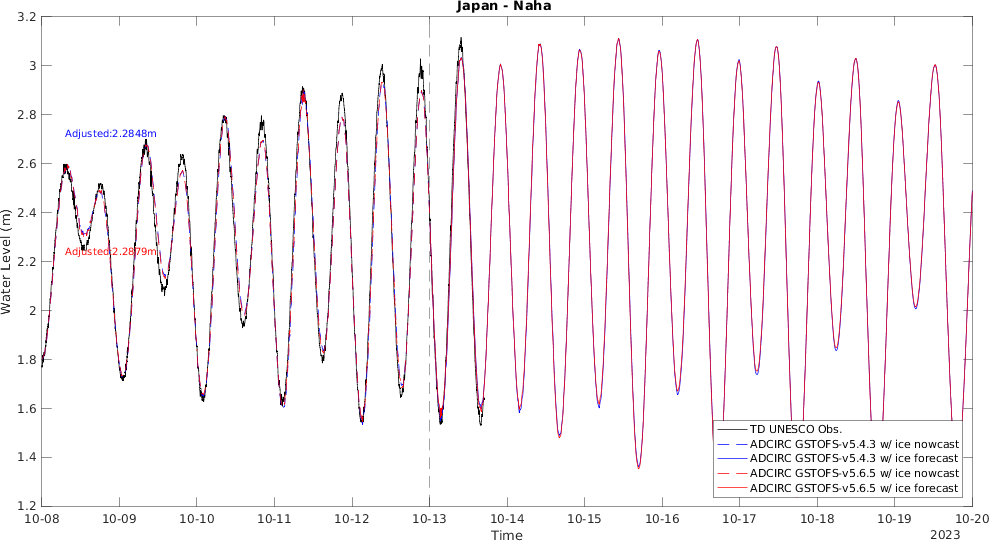 Japan - Naha
Water Level (m)
3.2
3
2.8
2.6
2.4
2.2
2
1.8
1.6
1.4
1.2
Adjusted:2.2848m
Adjusted:2.2879m
TD UNESCO Obs.
ADCIRC GSTOFS-v5.4.3 w/ ice nowcast
ADCIRC GSTOFS-v5.4.3 w/ ice forecast
ADCIRC GSTOFS-v5.6.5 w/ ice nowcast
ADCIRC GSTOFS-v5.6.5 w/ ice forecast
10-08 10-09 10-10 10-11 10-12 10-13 10-14 10-15 10-16 10-17 10-18 10-19 10-20
Time
2023